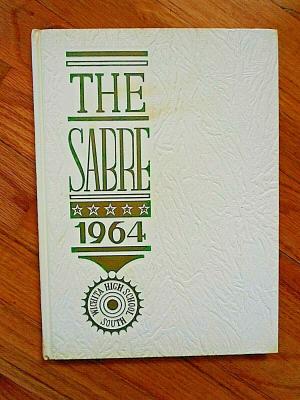 THE
SABRE
1964
WICHITA HIGH SCHOOL
SOUTH